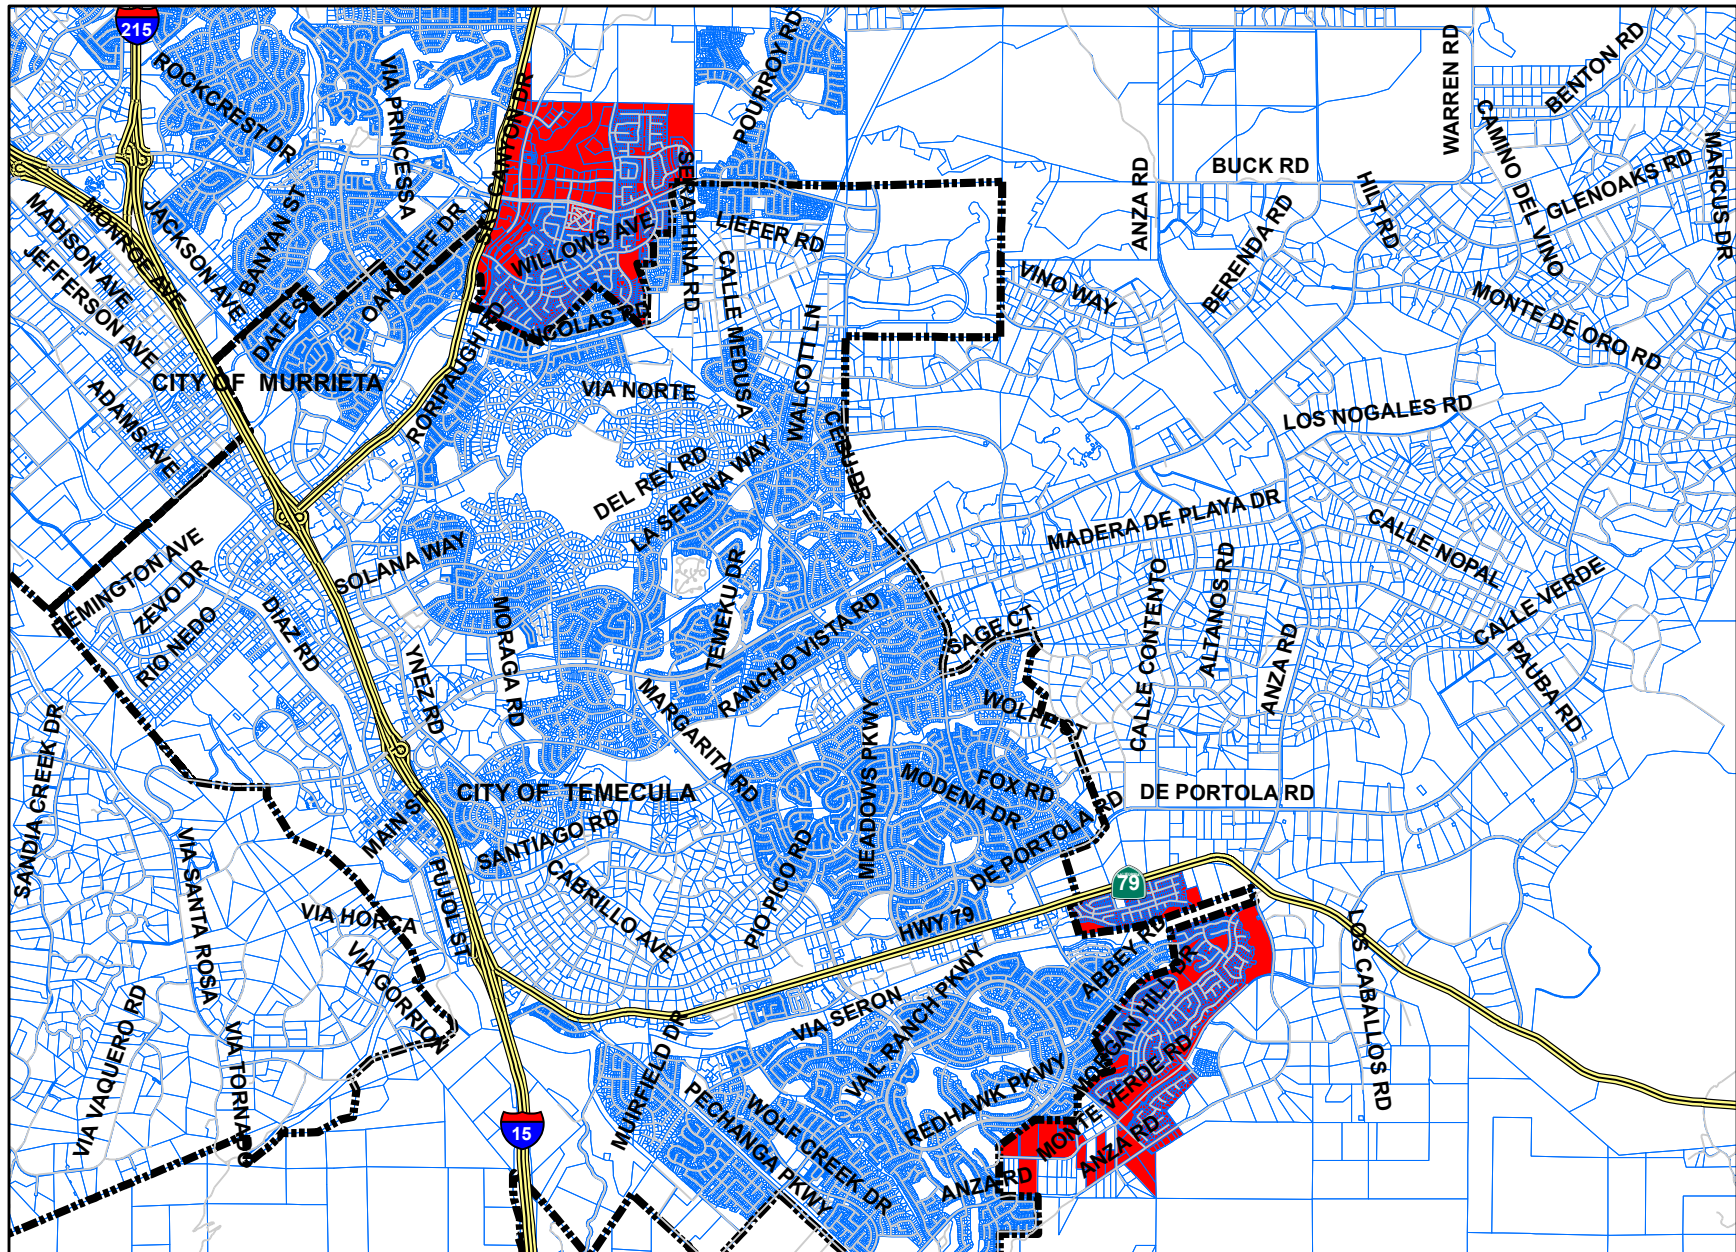 215
ROCKCREST DR
VIA PRINCESSA
CANYON DR
POURROY RD
WARREN RD
BENTON RD
CAMINO DEL VINO
GLENOAKS RD
MARCUS DR
BUCK RD
ANZA RD
HILT RD
BERENDA RD
SERAPHINA RD
LIEFER RD
WILLOWS AVE
MADISON AVE
MONROE AVE
JACKSON AVE
BANYAN ST
OAKCLIFF DR
JEFFERSON AVE
DATE ST
NICOLAS RD
CALLE MEDUSA
WALCOTT LN
VINO WAY
MONTE DE ORO RD
CITY OF MURRIETA
ADAMS AVE
RORIPAUGH RD
VIA NORTE
LOS NOGALES RD
CEBU DR
DEL REY RD
LA SERENA WAY
MADERA DE PLAYA DR
CALLE NOPAL
EMINGTON AVE
ZEVO DR
RIO NEDO
DIAZ RD
SOLANA WAY
MORAGA RD
YNEZ RD
TEMEKU DR
RANCHO VISTA RD
SAGE CT
CALLE CONTENTO
ALTANOS RD
ANZA RD
CALLE VERDE
PAUBA RD
MARGARITA RD
MEADOWS PKWY
WOLFE ST
SANDIA CREEK DR
CITY OF TEMECULA
MODENA DR
FOX RD
DE PORTOLA RD
DE PORTOLA RD
MAIN ST
SANTIAGO RD
VIA SANTA ROSA
PUJOL ST
CABRILLO AVE
PIO PICO RD
79
HWY 79
VIA HORCA
VIA GORRION
ABBEY RD
LOS CABALLOS RD
VIA SERON
VAIL RANCH PKWY
MORGAN HILL DR
VIA VAQUERO RD
VIA TORNADO
MUIRFIELD DR
REDHAWK PKWY
MONTE VERDE RD
15
PECHANGA PKWY
WOLF CREEK DR
ANZA RD
ANZA RD